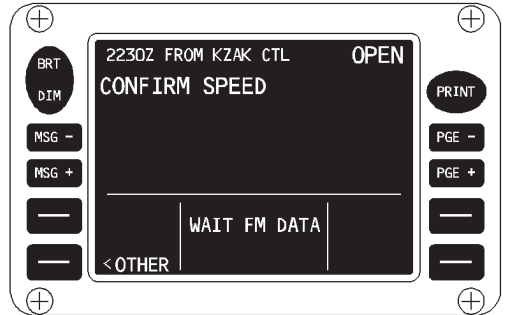 BRT
DIM
2230Z FROM KZAK CTL OPEN
CONFIRM SPEED
PRINT
MSG - PGE -
MSG + PGE +
WAIT FM DATA
<OTHER